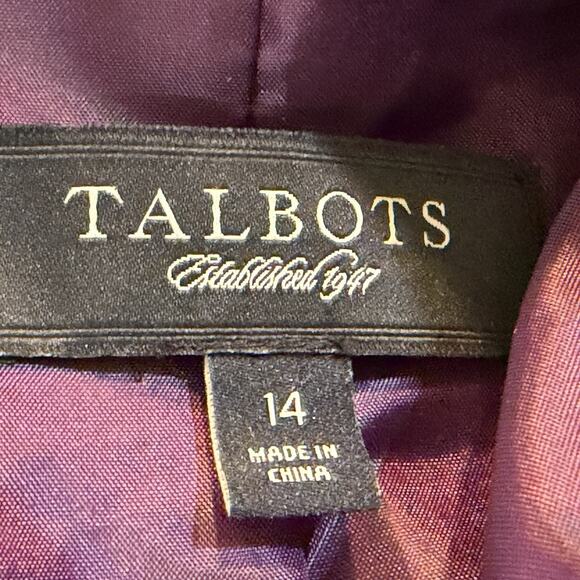 TALBOTS
Established 1947
14
MADE IN
CHINA